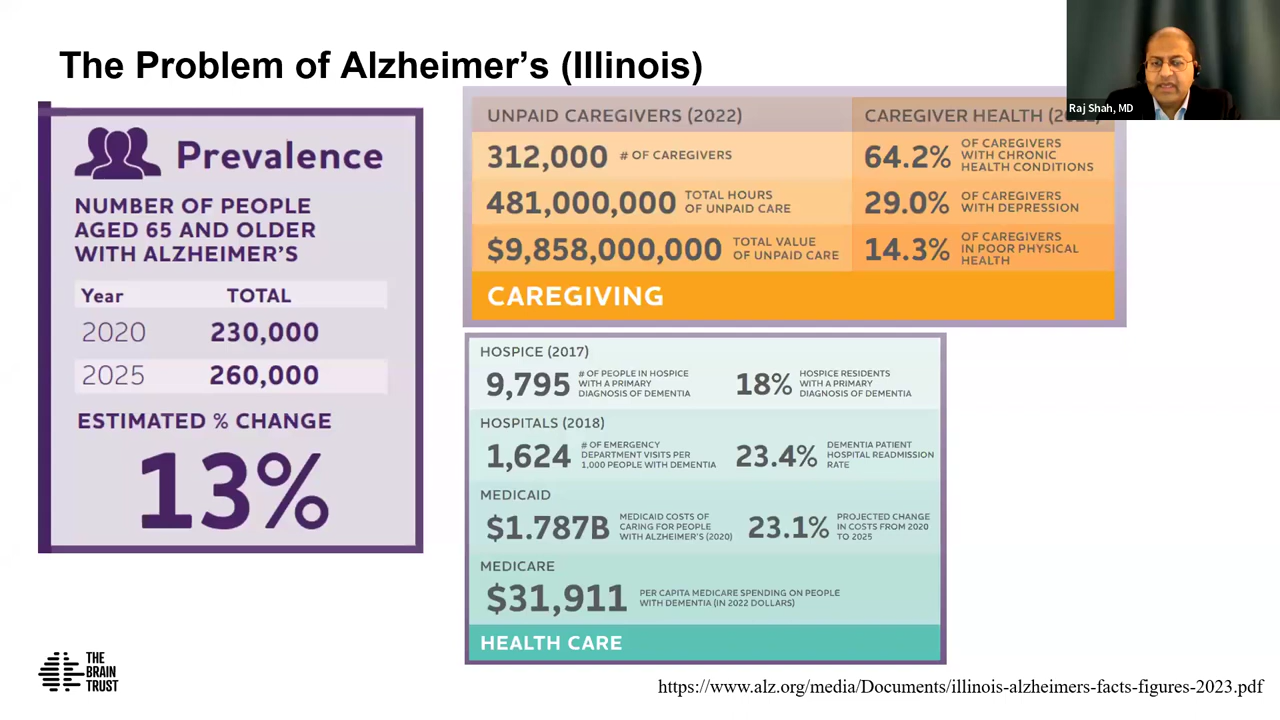 The Problem of Alzheimer’s (Illinois)
Raj Shah, MD
Prevalence
NUMBER OF PEOPLE
AGED 65 AND OLDER
WITH ALZHEIMER’S
Year TOTAL
2020 230,000
2025 260,000
ESTIMATED % CHANGE
13%
UNPAID CAREGIVERS (2022)
312,000 # OF CAREGIVERS
481,000,000 TOTAL HOURS
OF UNPAID CARE
$9,858,000,000 TOTAL VALUE
OF UNPAID CARE
CAREGIVER HEALTH
64.2% OF CAREGIVERS
WITH CHRONIC
HEALTH CONDITIONS
29.0% OF CAREGIVERS
WITH DEPRESSION
14.3% OF CAREGIVERS
IN POOR PHYSICAL
HEALTH
CAREGIVING
HOSPICE (2017)
9,795 # OF PEOPLE IN HOSPICE
WITH A PRIMARY
DIAGNOSIS OF DEMENTIA
18% HOSPICE RESIDENTS
WITH A PRIMARY
DIAGNOSIS OF DEMENTIA
HOSPITALS (2018)
1,624 # OF EMERGENCY
DEPARTMENT VISITS PER
1,000 PEOPLE WITH DEMENTIA
23.4% DEMENTIA PATIENT
HOSPITAL READMISSION
RATE
MEDICAID
$1.787B MEDICAID COSTS OF
CARING FOR PEOPLE
WITH ALZHEIMER’S (2020)
23.1% PROJECTED CHANGE
IN COSTS FROM 2020
TO 2025
MEDICARE
$31,911 PER CAPITA MEDICARE SPENDING ON PEOPLE
WITH DEMENTIA (IN 2022 DOLLARS)
HEALTH CARE
THE
BRAIN
TRUST
https://www.alz.org/media/Documents/illinois-alzheimers-facts-figures-2023.pdf